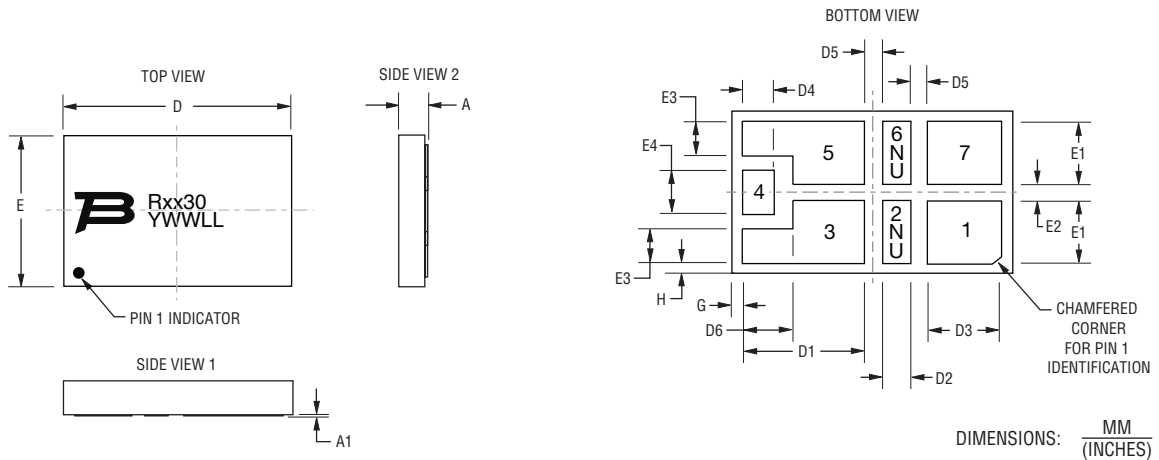 TOP VIEW
D
E
Rxx30
YWWLL
PIN 1 INDICATOR
SIDE VIEW 2
A
SIDE VIEW 1
A1
BOTTOM VIEW
D5
D5
D4
E3
E4
E3
H
G
D6
D1
D2
D3
E1
E2
E1
5
6
N
U
7
4
3
2
N
U
1
CHAMFERED
CORNER
FOR PIN 1
IDENTIFICATION
DIMENSIONS: MM
(INCHES)